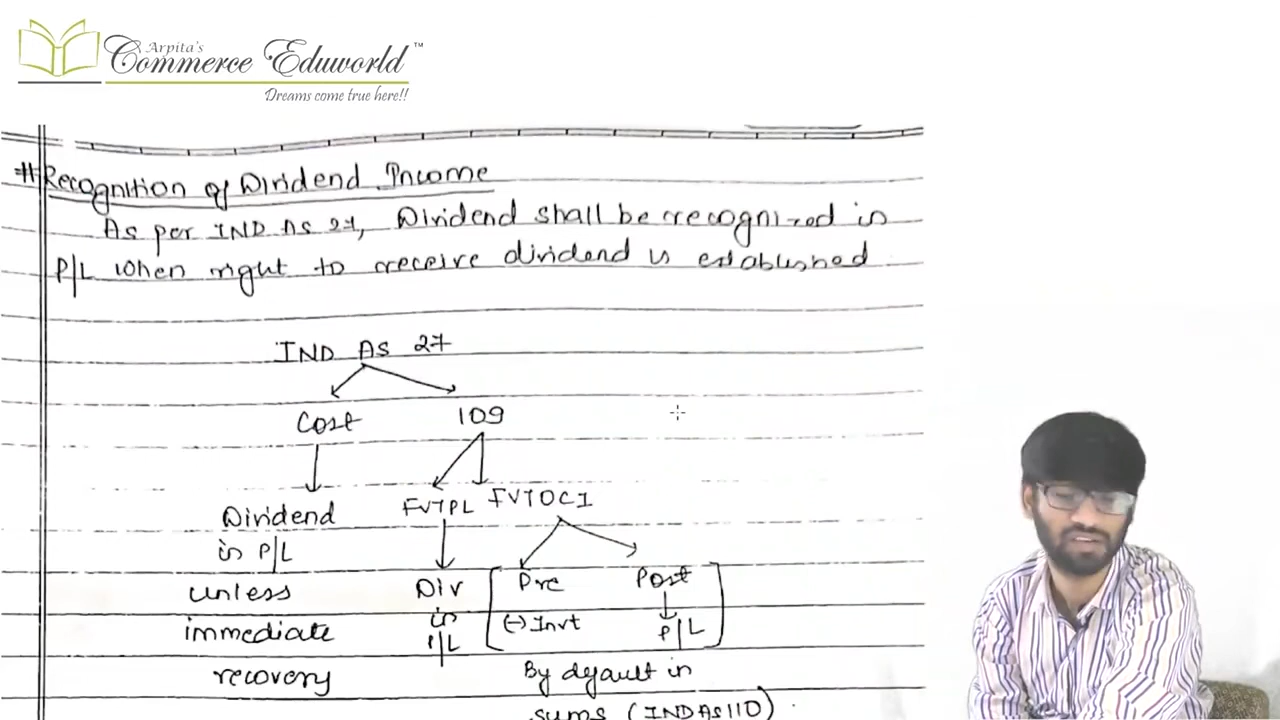 Arpita's
Commerce Eduworld™
Dreams come true here!!
# Recognition of Dividend Income
As per IND AS 27, Dividend shall be recognized in
P/L when right to receive dividend is established
IND AS 27
Cost 109
Dividend FVTPL FVTOCI
in P/L
unless Div Pre Post
immediate in (-) Invt P/L
recovery P/L
By default in
sums (IND AS 110)